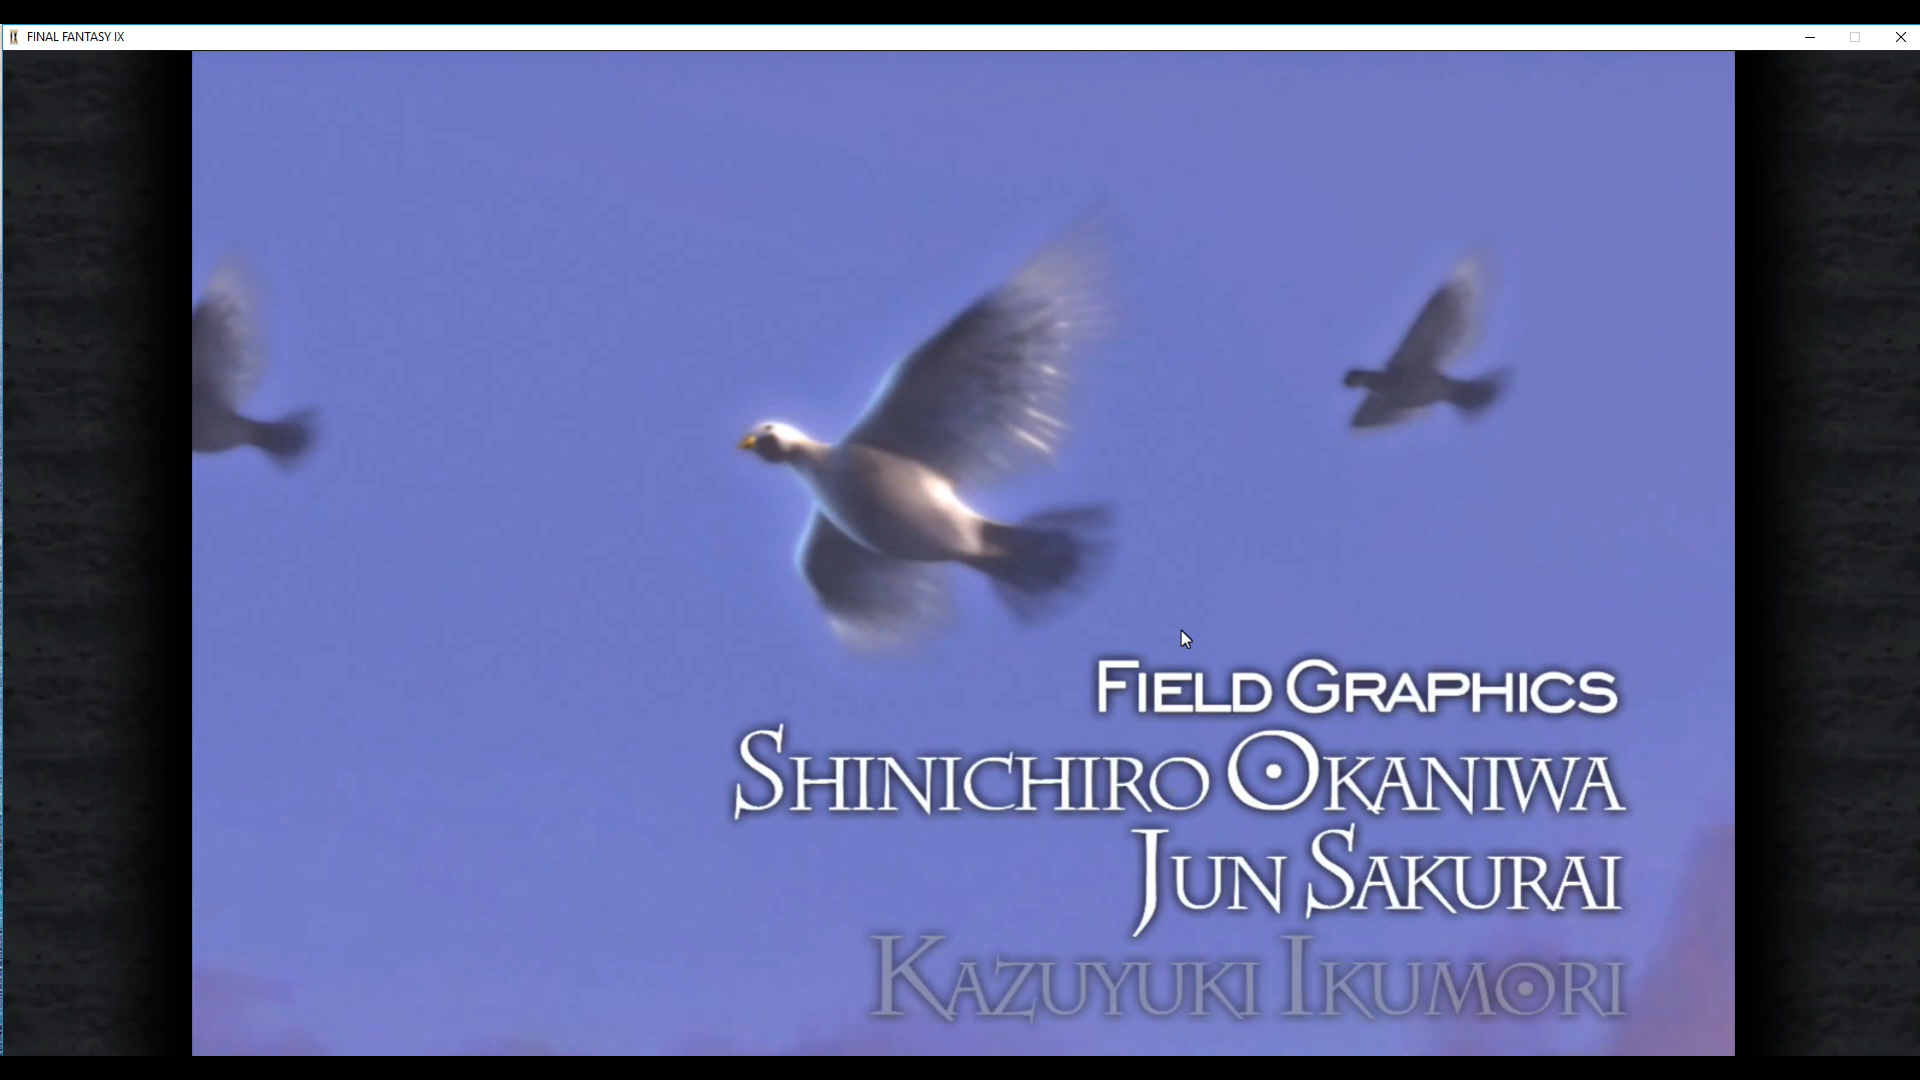 FINAL FANTASY IX
FIELD GRAPHICS
SHINICHIRO OKANIWA
JUN SAKURAI
KAZUYUKI IKUMORI